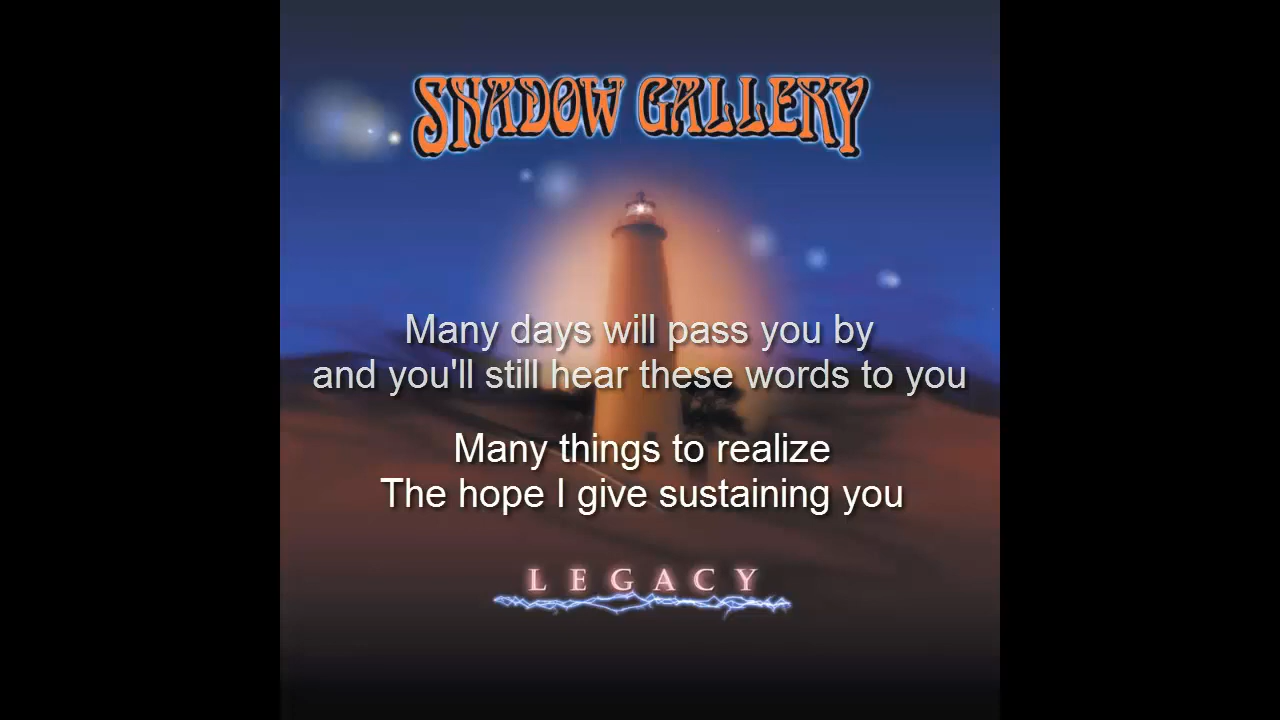 SHADOW GALLERY
Many days will pass you by
and you'll still hear these words to you
Many things to realize
The hope I give sustaining you
LEGACY